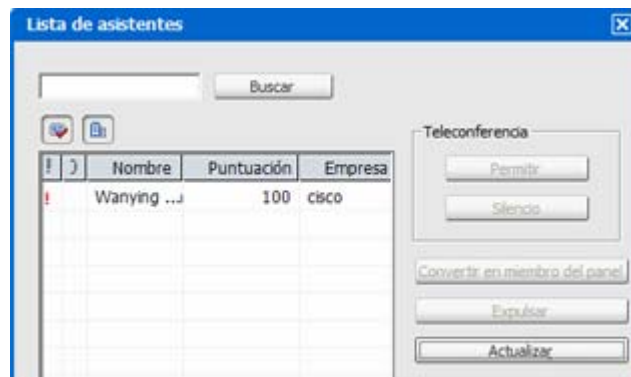 Lista de asistentes
Buscar
Teleconferencia
Permitir
Silencio
! Nombre Puntuación Empresa
! Wanying ... 100 cisco
Convertir en miembro del panel
Expulsar
Actualizar